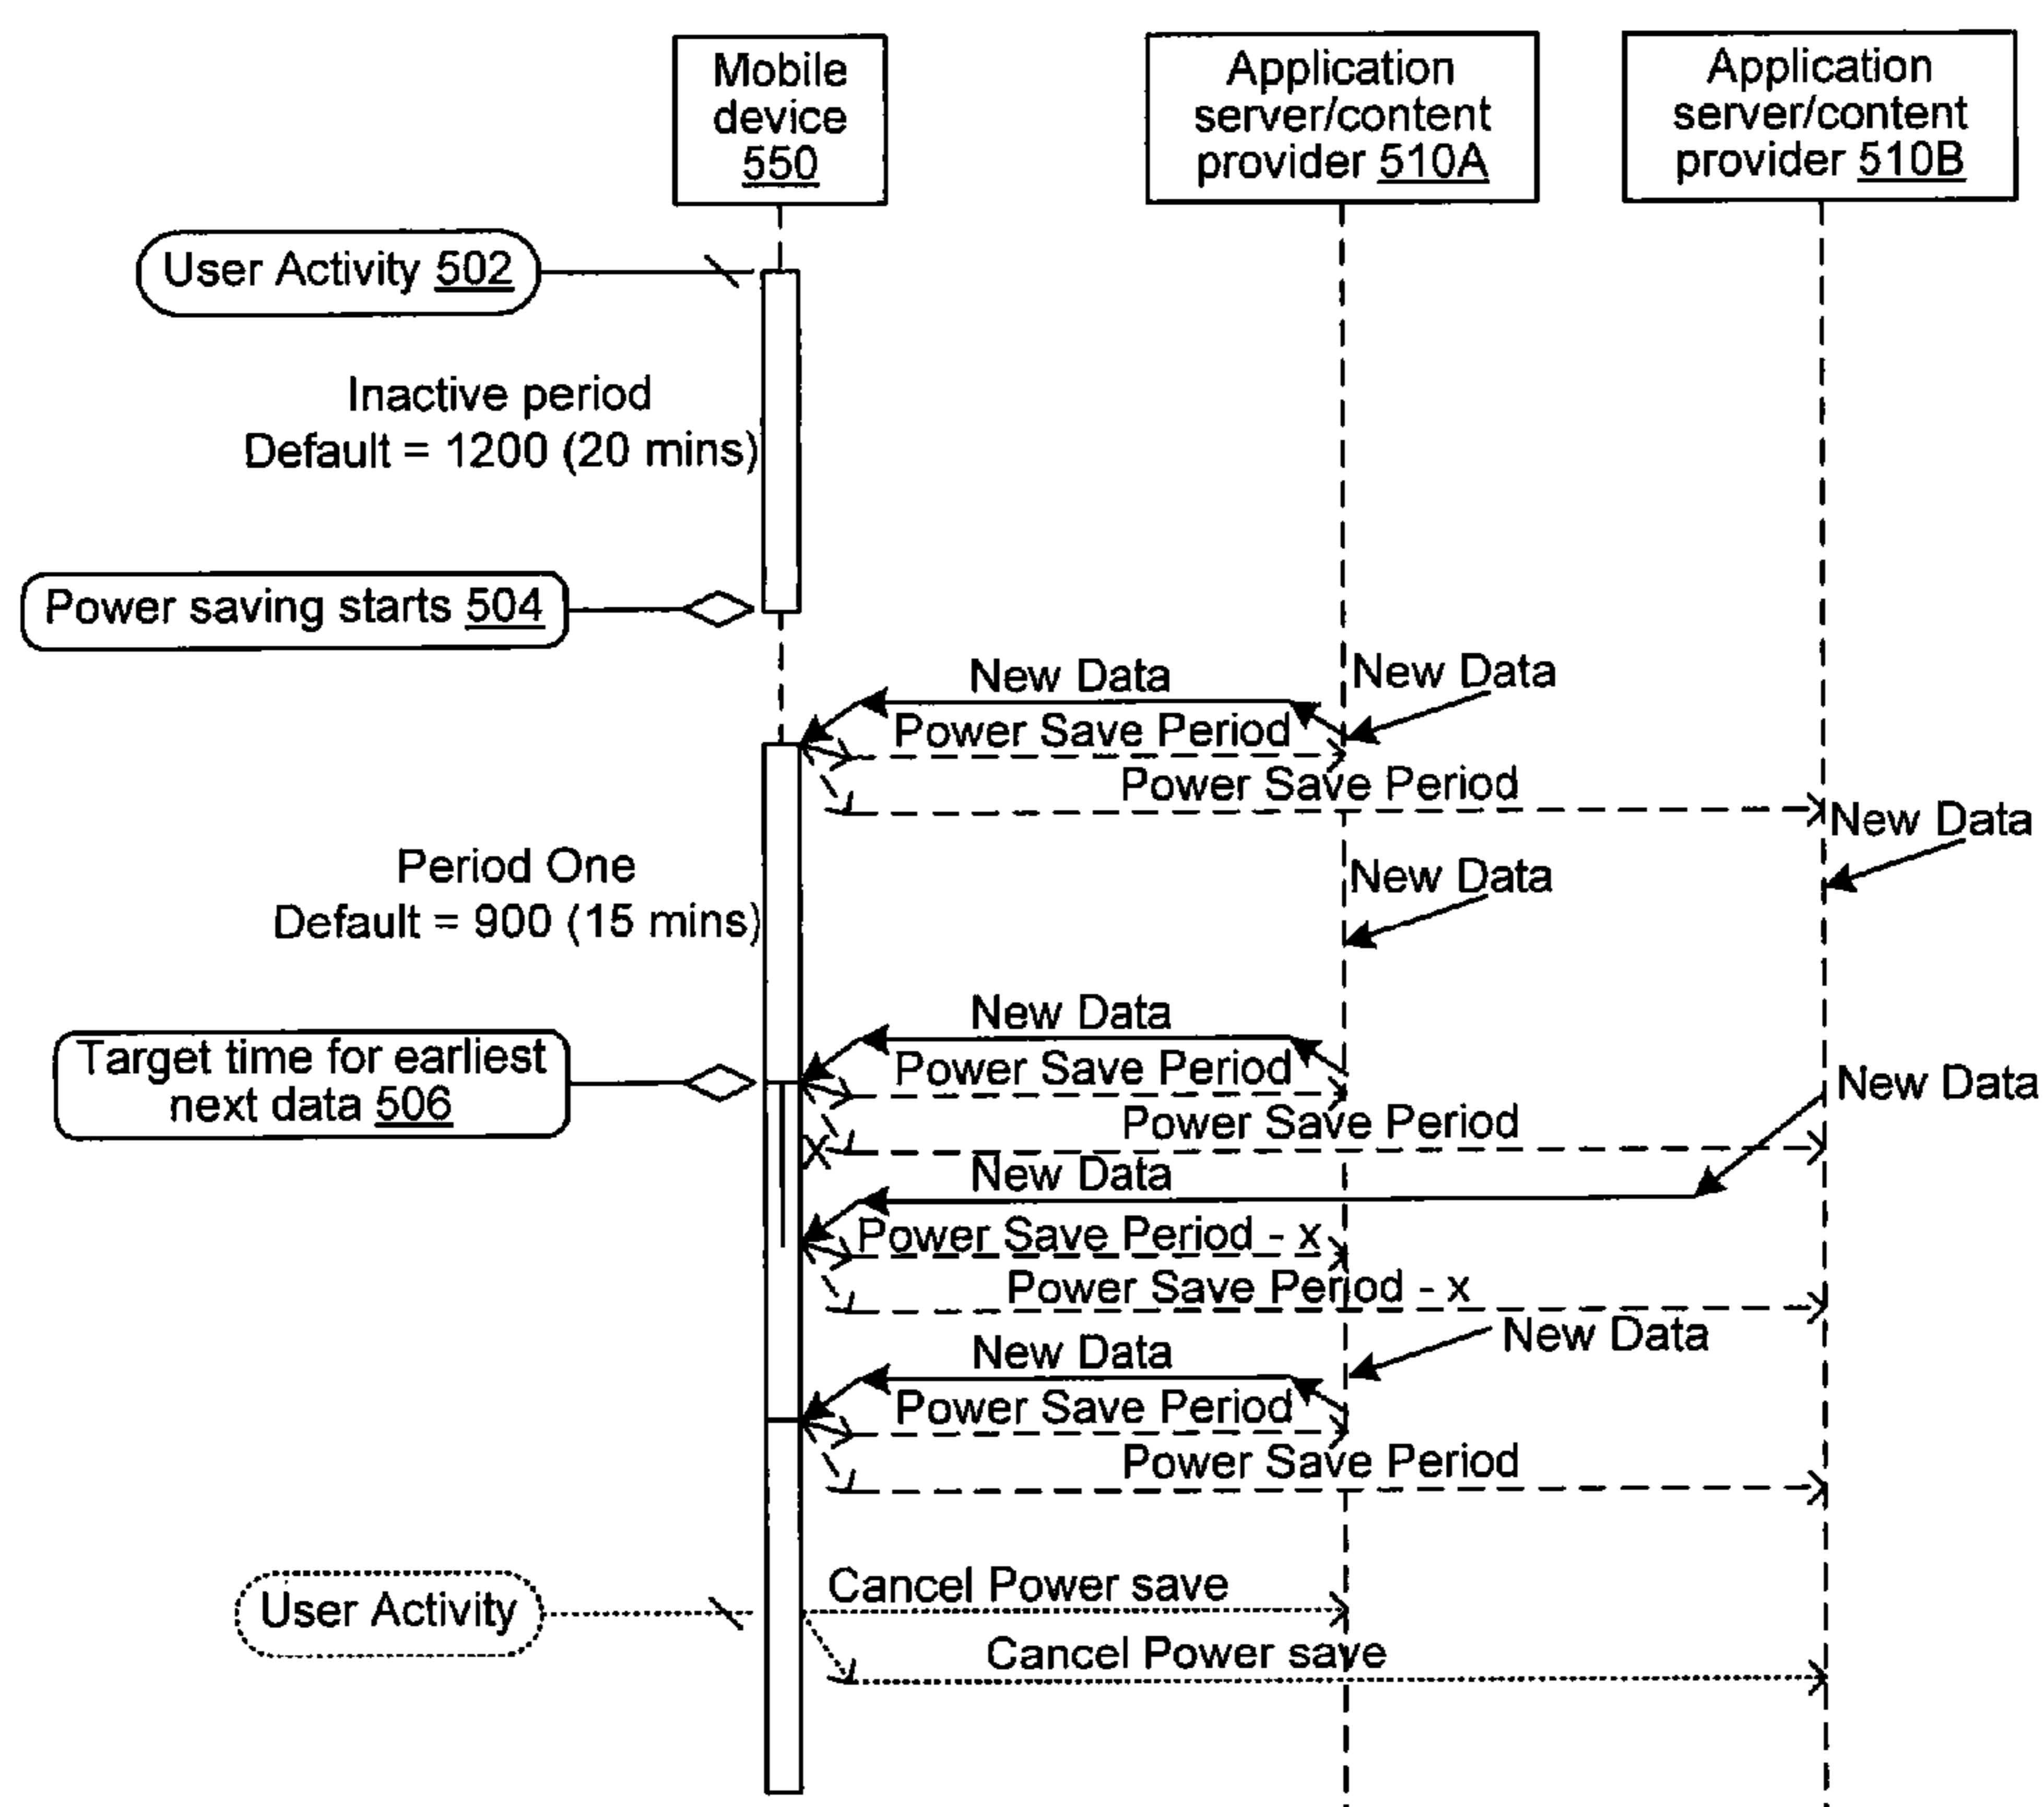 Mobile
device
550
Application
server/content
provider 510A
Application
server/content
provider 510B
User Activity 502
Inactive period
Default = 1200 (20 mins)
Power saving starts 504
New Data
New Data
Power Save Period
Power Save Period
New Data
Period One
Default = 900 (15 mins)
New Data
New Data
Target time for earliest
next data 506
Power Save Period
New Data
Power Save Period
X
New Data
Power Save Period - x
Power Save Period - x
New Data
New Data
Power Save Period
Power Save Period
User Activity
Cancel Power save
Cancel Power save